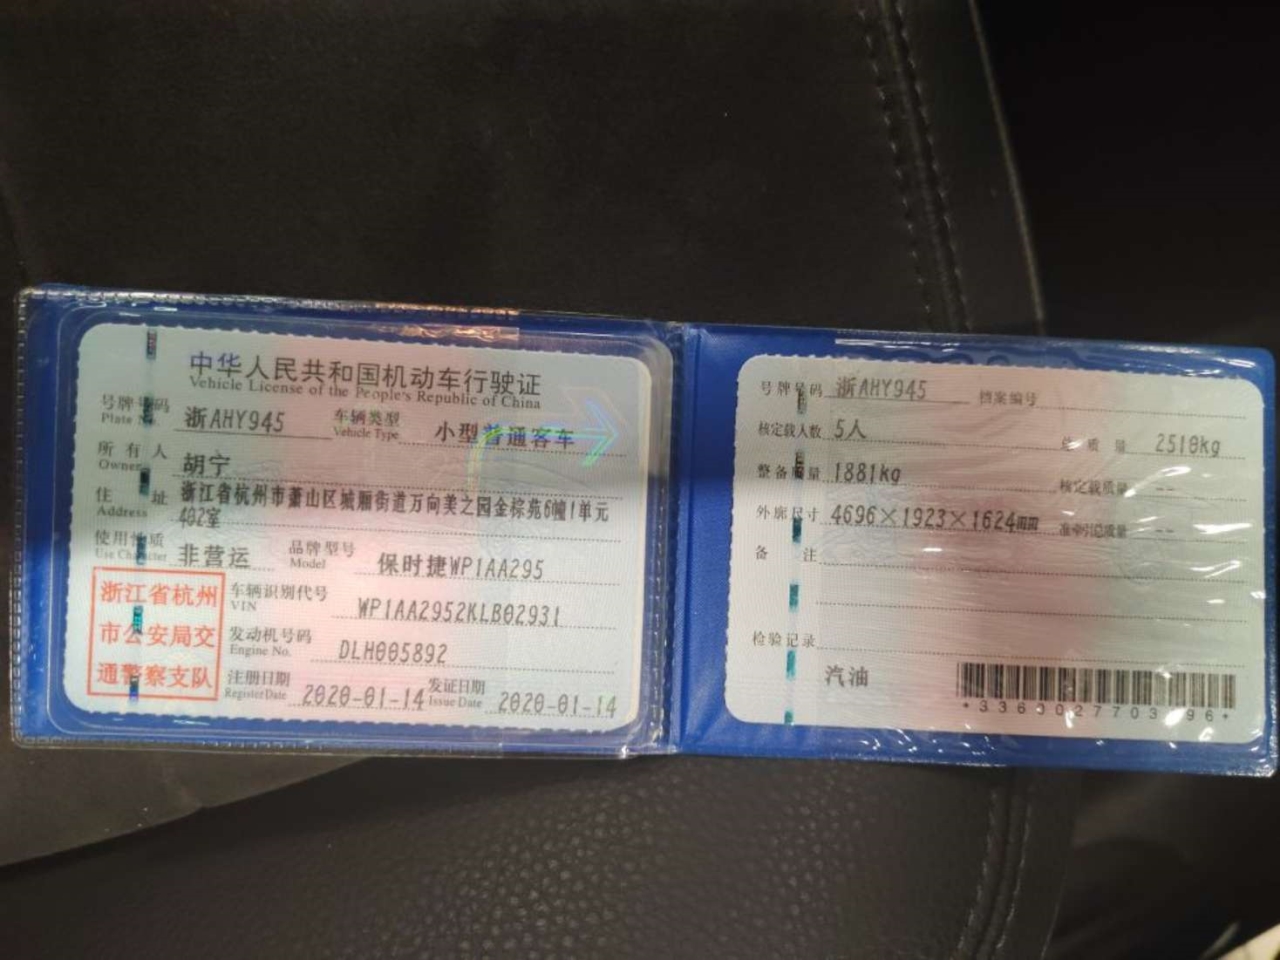 中华人民共和国机动车行驶证
Vehicle License of the People's Republic of China
号牌号码 浙AHY945 车辆类型 小型普通客车
Plate No. Vehicle Type
所有人 胡宁
Owner
住址 浙江省杭州市萧山区城厢街道万向美之园金棕苑6幢1单元
Address 402室
使用性质 非营运 品牌型号 保时捷WP1AA295
Use Character Model
浙江省杭州
市公安局交
通警察支队
车辆识别代号 WP1AA2952KLB02931
VIN
发动机号码 DLH005892
Engine No.
注册日期 2020-01-14 发证日期 2020-01-14
Register Date Issue Date
号牌号码 浙AHY945 档案编号
核定载人数 5人 总质量 2518kg
整备质量 1881kg 核定载质量 --
外廓尺寸 4696×1923×1624 准牵引总质量 --
备注
检验记录
汽油